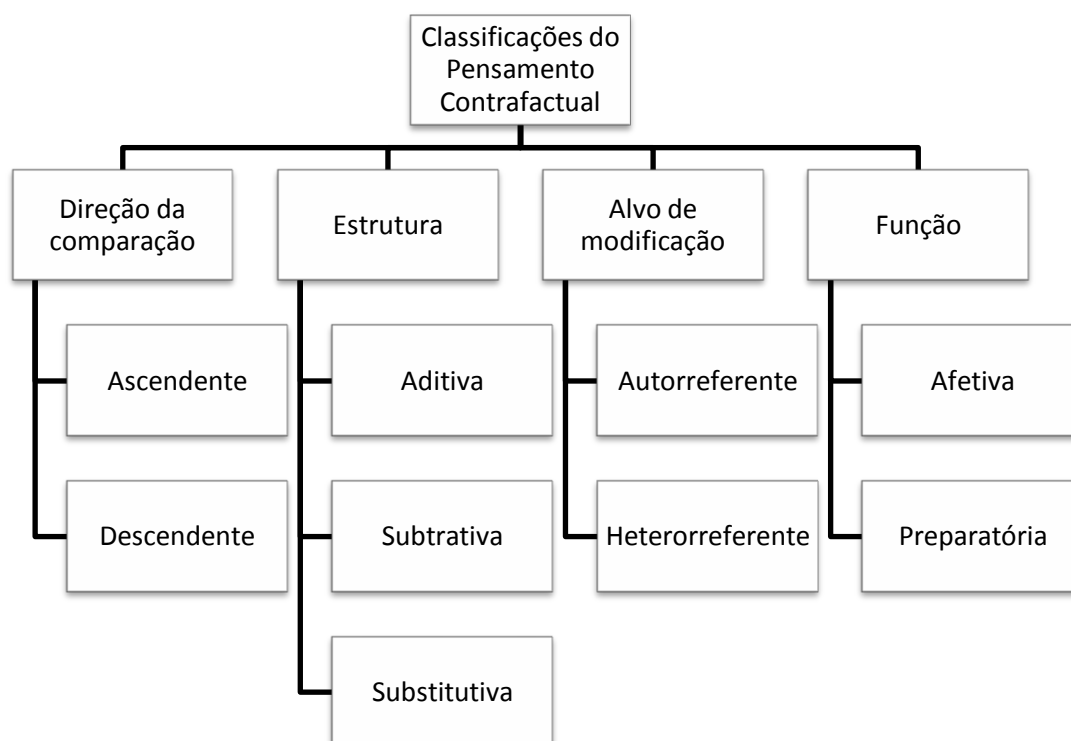 Classificações do
Pensamento
Contrafactual
Direção da
comparação
Estrutura
Alvo de
modificação
Função
Ascendente
Aditiva
Autorreferente
Afetiva
Descendente
Subtrativa
Heterorreferente
Preparatória
Substitutiva